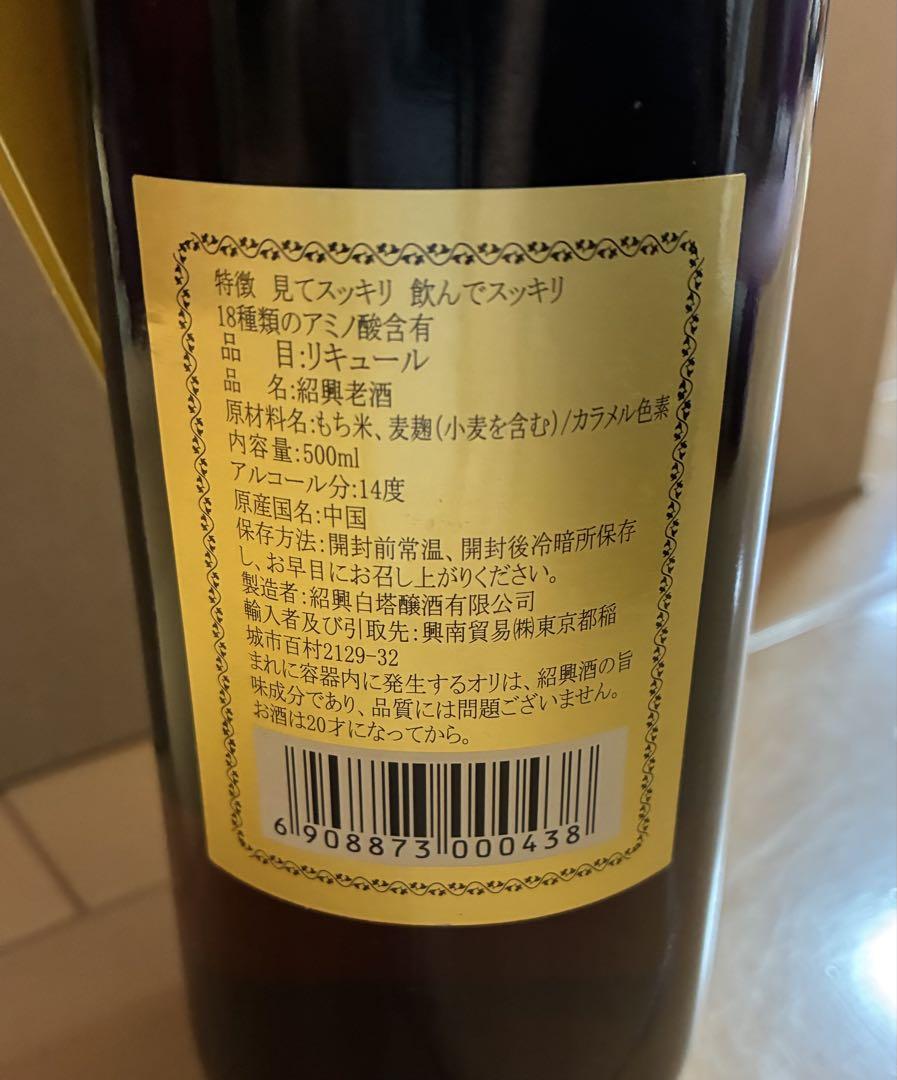 特徴 見てスッキリ 飲んでスッキリ
18種類のアミノ酸含有
品 目:リキュール
品 名:紹興老酒
原材料名:もち米、麦麹(小麦を含む)/カラメル色素
内容量:500ml
アルコール分:14度
原産国名:中国
保存方法:開封前常温、開封後冷暗所保存
し、お早目にお召し上がりください。
製造者:紹興白塔醸酒有限公司
輸入者及び引取先:興南貿易㈱東京都稲
城市百村2129-32
まれに容器内に発生するオリは、紹興酒の旨
味成分であり、品質には問題ございません。
お酒は20才になってから。
6 908873 000438